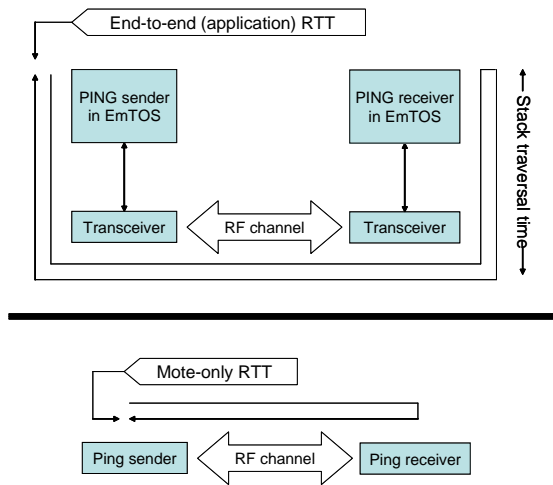 End-to-end (application) RTT
PING sender
in EmTOS
PING receiver
in EmTOS
Stack traversal time
Transceiver
RF channel
Transceiver
Mote-only RTT
Ping sender
RF channel
Ping receiver